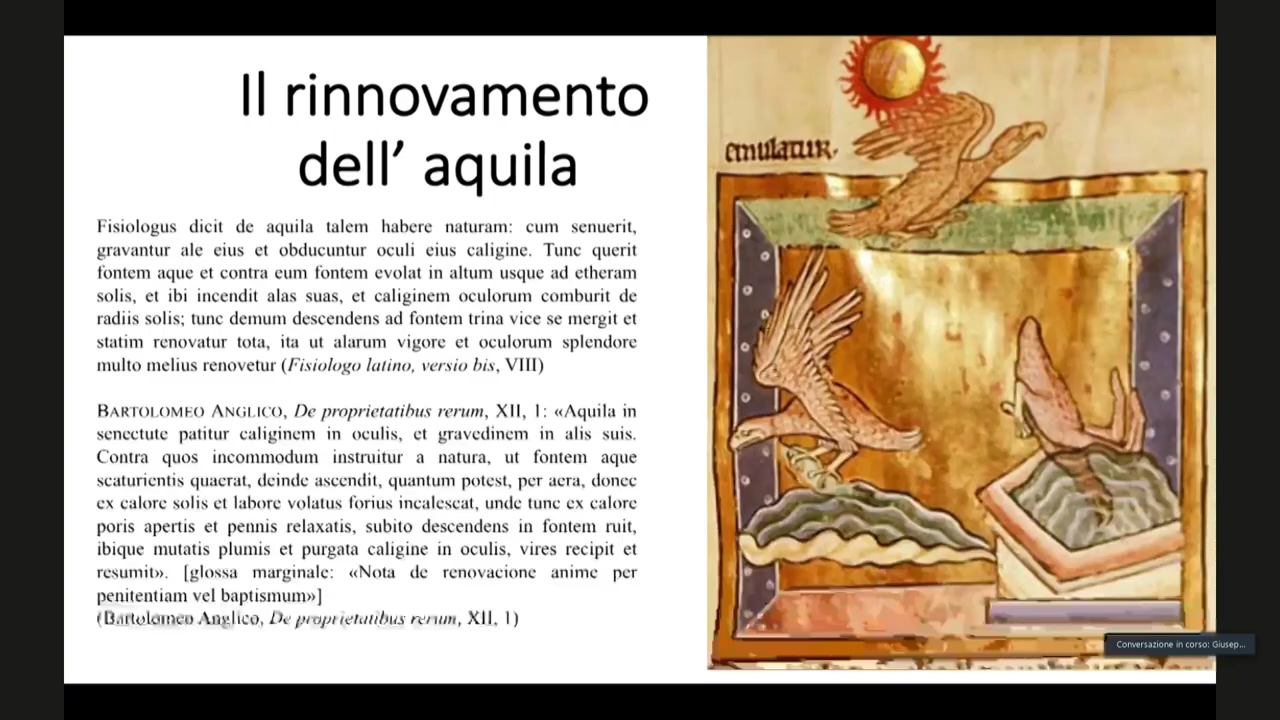 Il rinnovamento
dell’ aquila
Fisiologus dicit de aquila talem habere naturam: cum senuerit,
gravantur ale eius et obducuntur oculi eius caligine. Tunc querit
fontem aque et contra eum fontem evolat in altum usque ad etheram
solis, et ibi incendit alas suas, et caliginem oculorum comburit de
radiis solis; tunc demum descendens ad fontem trina vice se mergit et
statim renovatur tota, ita ut alarum vigore et oculorum splendore
multo melius renovetur (Fisiologo latino, versio bis, VIII)
BARTOLOMEO ANGLICO, De proprietatibus rerum, XII, 1: «Aquila in
senectute patitur caliginem in oculis, et gravedinem in alis suis.
Contra quos incommodum instruitur a natura, ut fontem aque
scaturientis quaerat, deinde ascendit, quantum potest, per aera, donec
ex calore solis et labore volatus forius incalescat, unde tunc ex calore
poris apertis et pennis relaxatis, subito descendens in fontem ruit,
ibique mutatis plumis et purgata caligine in oculis, vires recipit et
resumit». [glossa marginale: «Nota de renovacione anime per
penitentiam vel baptismum»]
(Bartolomeo Anglico, De proprietatibus rerum, XII, 1)
emulatur.
Conversazione in corso: Giusep...